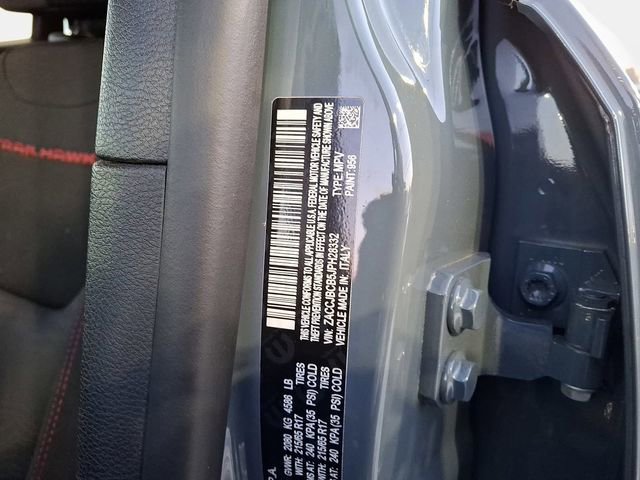 TRAILHAWK
THIS VEHICLE CONFORMS TO ALL APPLICABLE U.S.A. FEDERAL MOTOR VEHICLE SAFETY AND
THEFT PREVENTION STANDARDS IN EFFECT ON THE DATE OF MANUFACTURE SHOWN ABOVE
VIN: ZACCJBCB5JPH28332 TYPE: MPV
VEHICLE MADE IN: ITALY PAINT: 956
P.A.
GVWR: 2080 KG 4586 LB
WITH: 215/65 R17 TIRES
AT: 240 KPA(35 PSI) COLD
WITH: 215/65 R17 TIRES
AT: 240 KPA(35 PSI) COLD